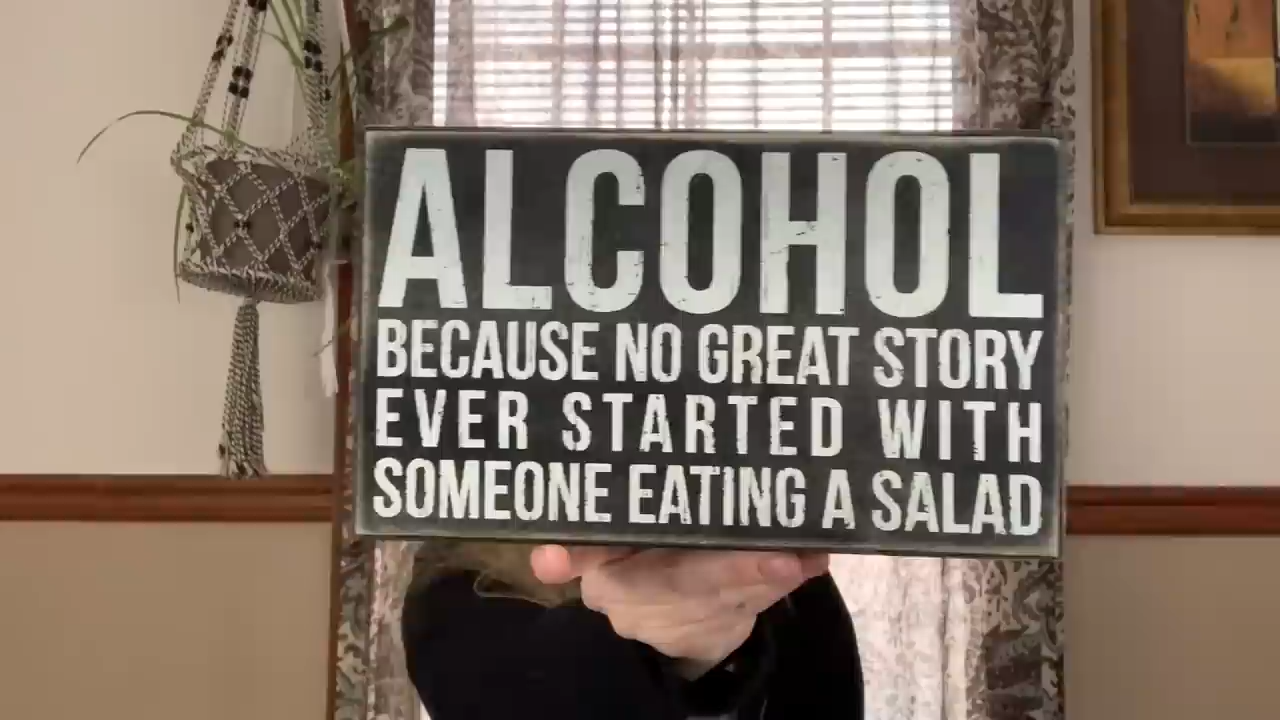 ALCOHOL
BECAUSE NO GREAT STORY
EVER STARTED WITH
SOMEONE EATING A SALAD